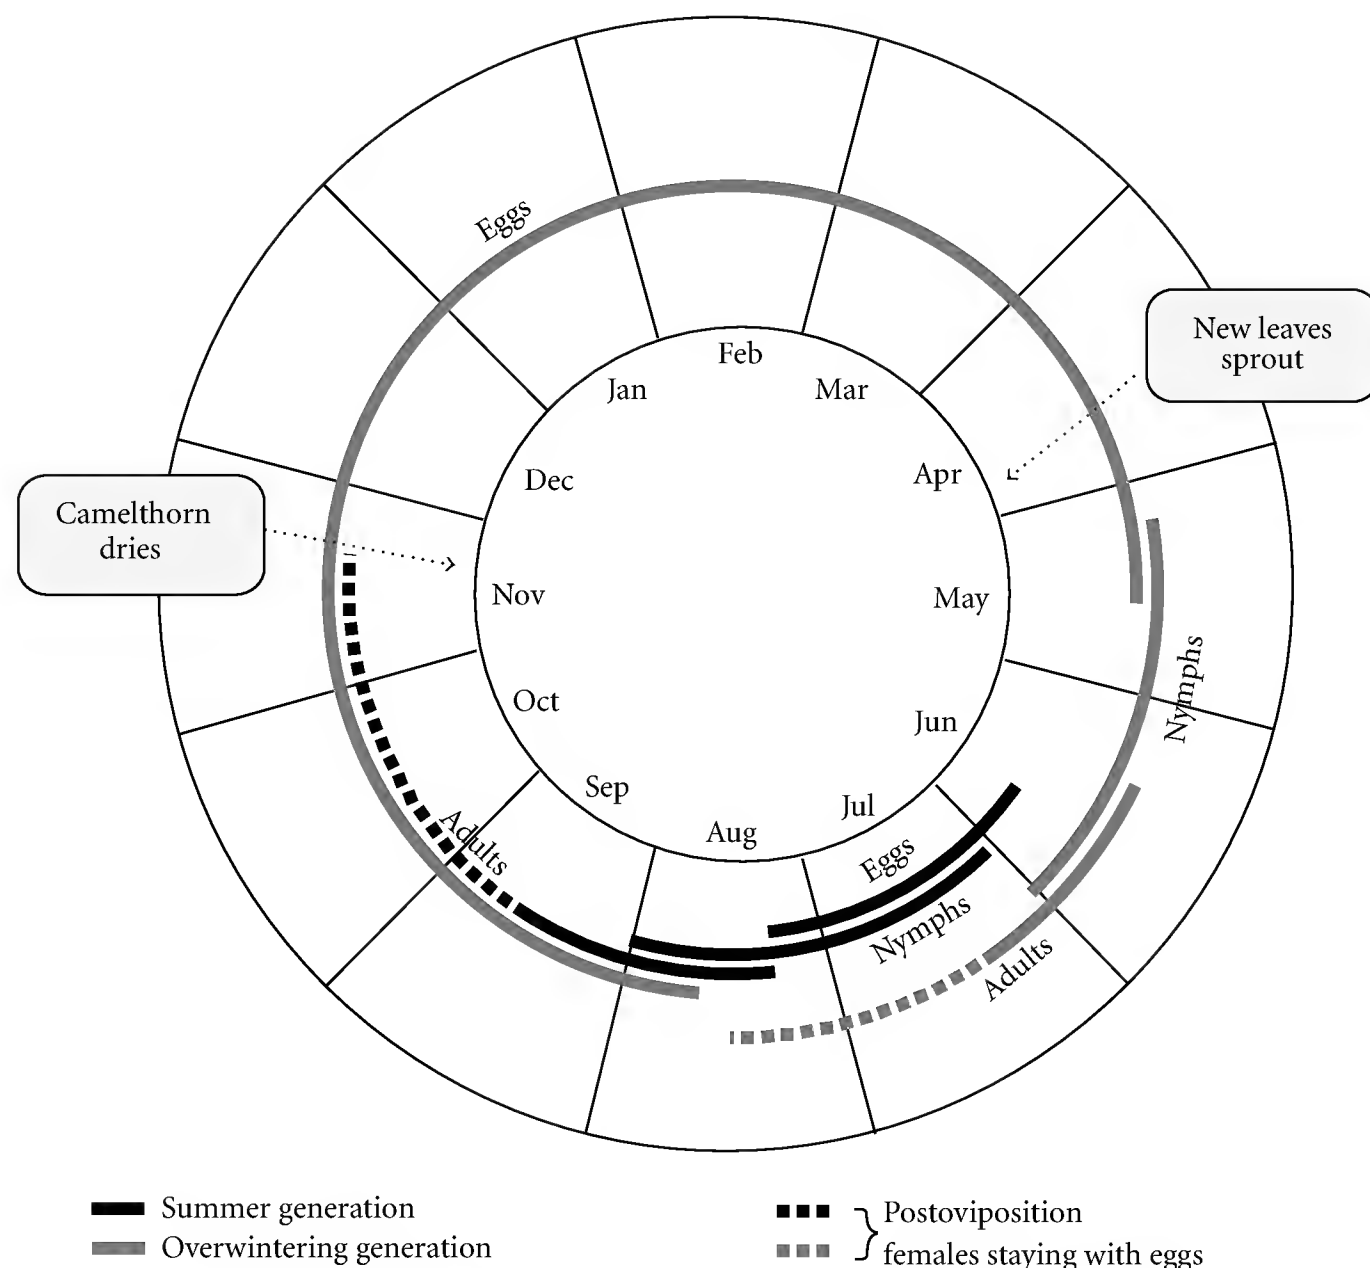 Eggs
New leaves
sprout
Feb
Jan
Mar
Dec
Apr
Camelthorn
dries
Nov
May
Nymphs
Oct
Jun
Sep
Jul
Aug
Adults
Eggs
Nymphs
Adults
Summer generation
Overwintering generation
Postoviposition
females staying with eggs